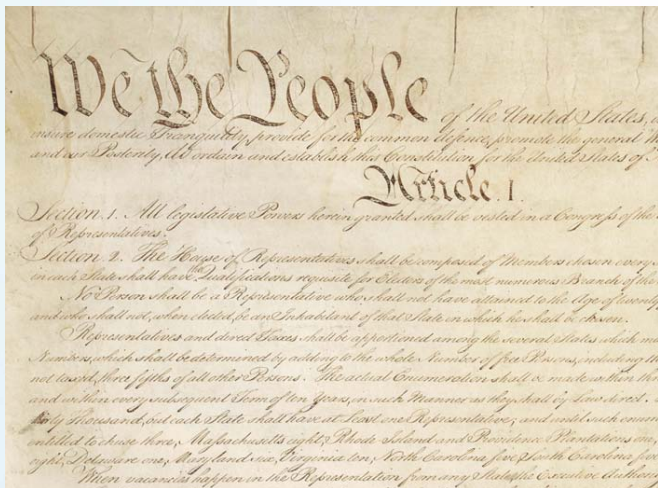 We the People of the United States,
insure domestic Tranquility, provide for the common defence, promote the general
and our Posterity, do ordain and establish this Constitution for the United States of
Article. I.
Section. 1. All legislative Powers herein granted shall be vested in a Congress of the
of Representatives.
Section. 2. The House of Representatives shall be composed of Members chosen every
in each State shall have the Qualifications requisite for Electors of the most numerous Branch of the
No Person shall be a Representative who shall not have attained to the Age of twenty
and who shall not, when elected, be an Inhabitant of that State in which he shall be chosen.
Representatives and direct Taxes shall be apportioned among the several States which
Numbers, which shall be determined by adding to the whole Number of free Persons, including
not taxed, three fifths of all other Persons. The actual Enumeration shall be made within
and within every subsequent Term of ten Years, in such Manner as they shall by Law direct.
thirty Thousand, but each State shall have at Least one Representative; and until such
entitled to chuse three, Massachusetts eight, Rhode-Island and Providence Plantations one,
eight, Delaware one, Maryland six, Virginia ten, North Carolina five, South Carolina five,
When vacancies happen in the Representation from any State, the Executive